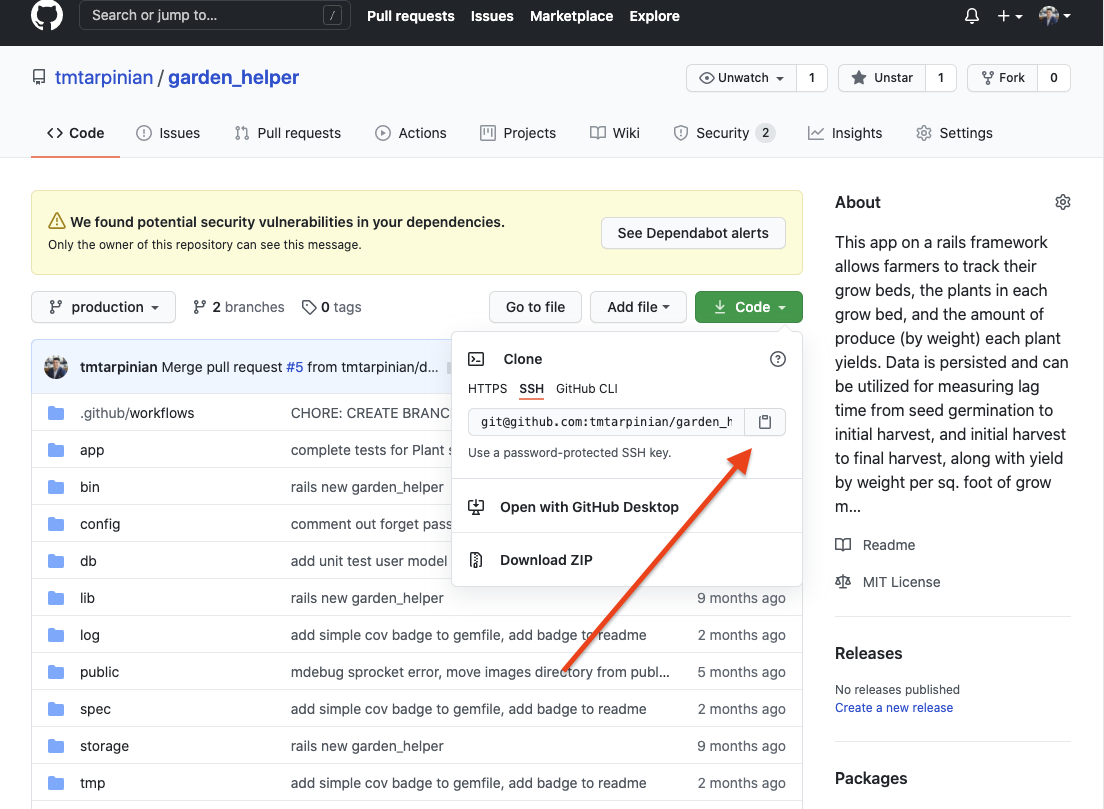 Search or jump to... /
Pull requests Issues Marketplace Explore
tmtarpinian / garden_helper
Unwatch 1 Unstar 1 Fork 0
Code Issues Pull requests Actions Projects Wiki Security 2 Insights Settings
We found potential security vulnerabilities in your dependencies.
Only the owner of this repository can see this message.
See Dependabot alerts
production 2 branches 0 tags Go to file Add file Code
tmtarpinian Merge pull request #5 from tmtarpinian/d...
Clone
HTTPS SSH GitHub CLI
git@github.com:tmtarpinian/garden_h
Use a password-protected SSH key.
Open with GitHub Desktop
Download ZIP
.github/workflows CHORE: CREATE BRANC
app complete tests for Plant s
bin rails new garden_helper
config comment out forget pass
db add unit test user model
lib rails new garden_helper 9 months ago
log add simple cov badge to gemfile, add badge to readme 2 months ago
public mdebug sprocket error, move images directory from publ... 5 months ago
spec add simple cov badge to gemfile, add badge to readme 2 months ago
storage rails new garden_helper 9 months ago
tmp add simple cov badge to gemfile, add badge to readme 2 months ago
About
This app on a rails framework
allows farmers to track their
grow beds, the plants in each
grow bed, and the amount of
produce (by weight) each plant
yields. Data is persisted and can
be utilized for measuring lag
time from seed germination to
initial harvest, and initial harvest
to final harvest, along with yield
by weight per sq. foot of grow
m...
Readme
MIT License
Releases
No releases published
Create a new release
Packages